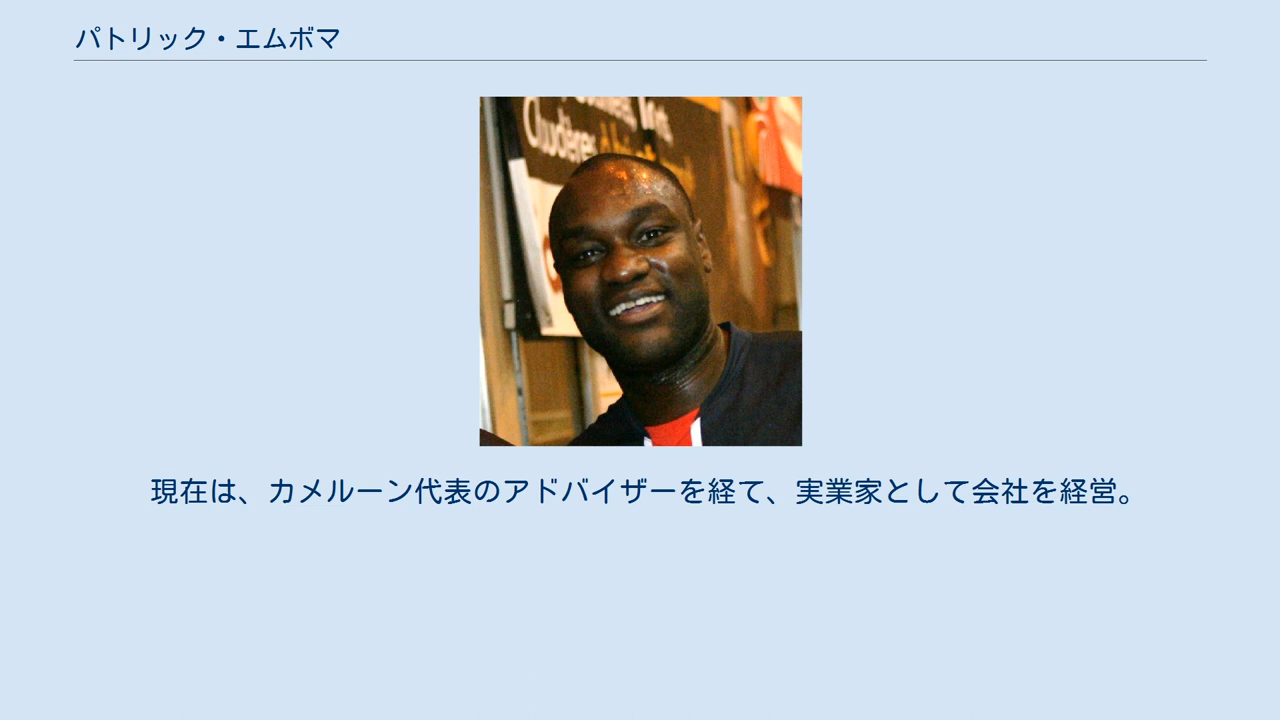 パトリック・エムボマ
現在は、カメルーン代表のアドバイザーを経て、実業家として会社を経営。